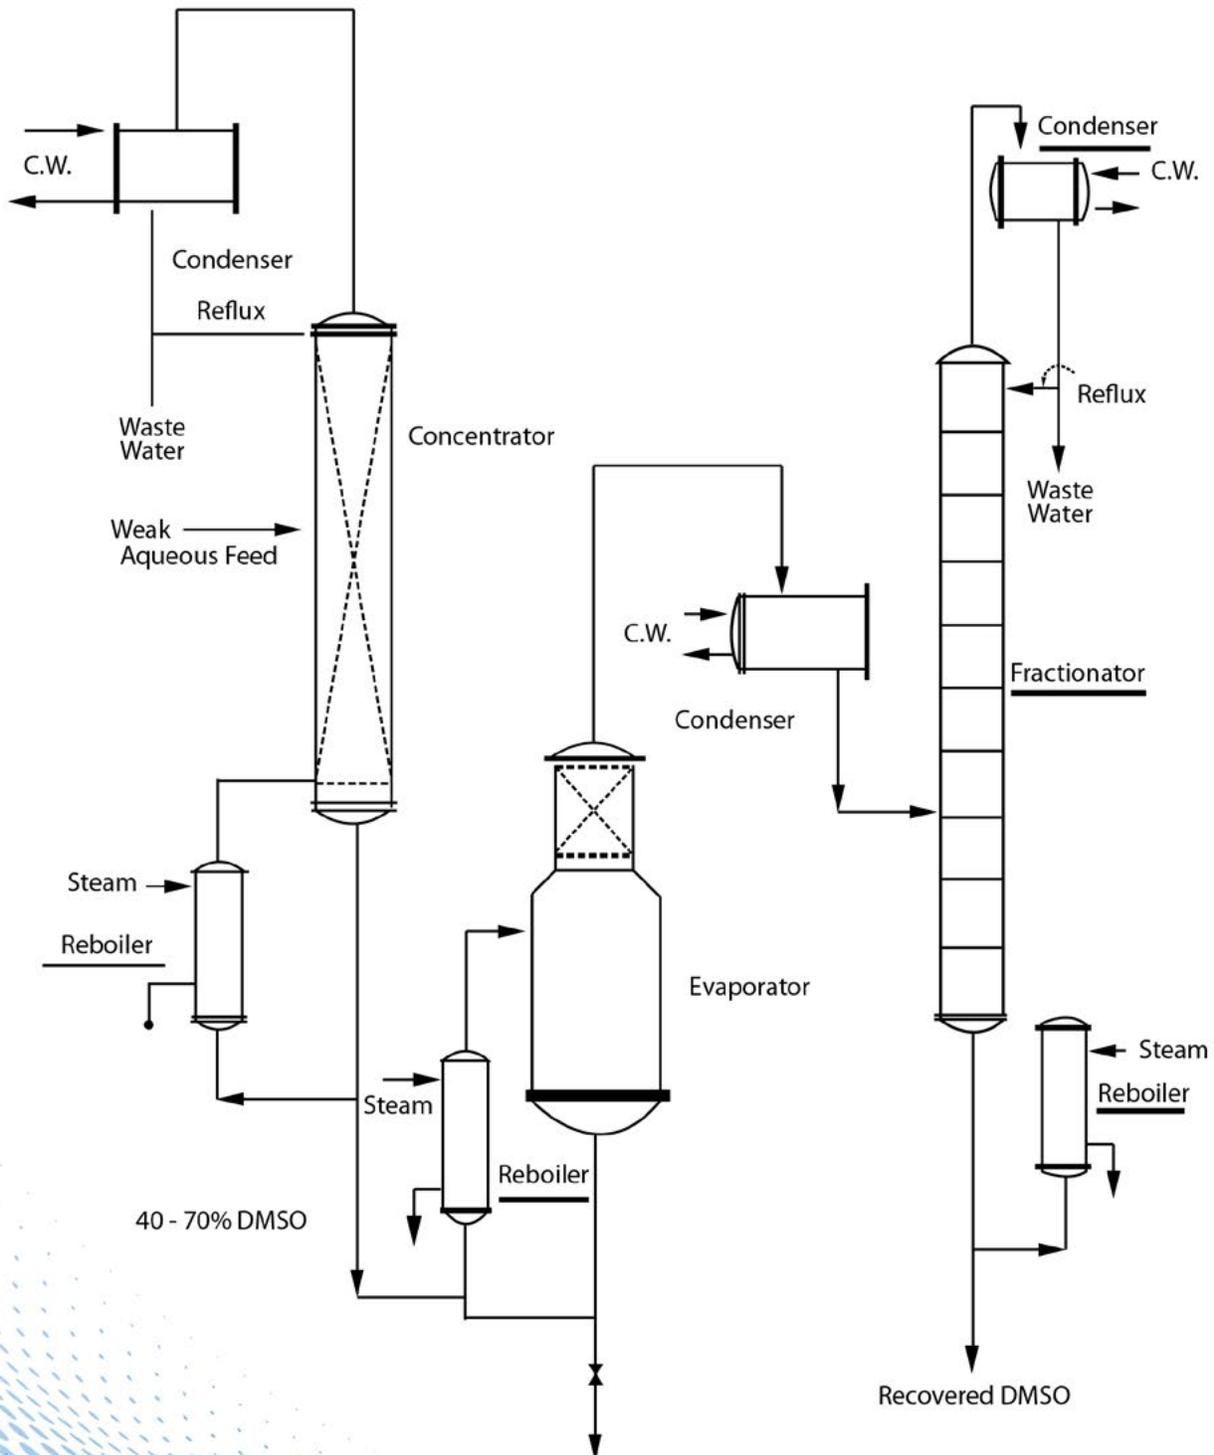 Condenser
C.W.
C.W.
Condenser
Reflux
Reflux
Waste
Water
Concentrator
Waste
Water
Weak
Aqueous Feed
C.W.
Fractionator
Condenser
Steam
Reboiler
Evaporator
Steam
Reboiler
Steam
Reboiler
40 - 70% DMSO
Recovered DMSO